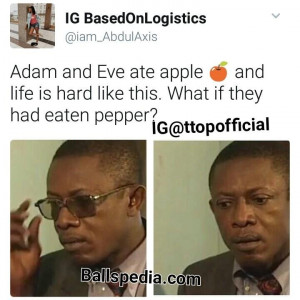 IG BasedOnLogistics
@iam_AbdulAxis
Adam and Eve ate apple 🍎 and
life is hard like this. What if they
had eaten pepper?
IG@ttopofficial
Ballspedia.com